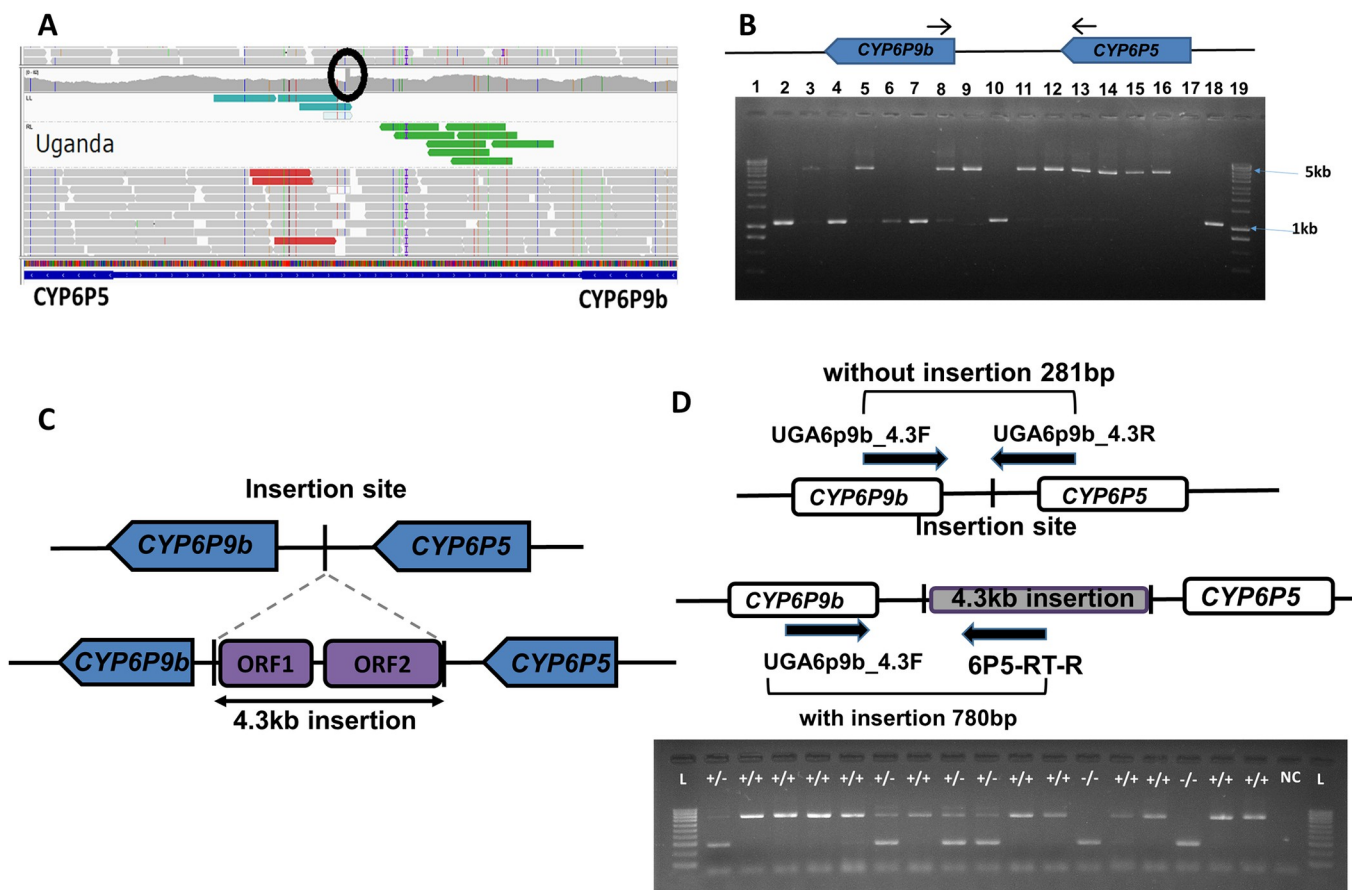 A
LL
RL
Uganda
CYP6P5
CYP6P9b
B
CYP6P9b
CYP6P5
1 2 3 4 5 6 7 8 9 10 11 12 13 14 15 16 17 18 19
5kb
1kb
C
Insertion site
CYP6P9b
CYP6P5
CYP6P9b
ORF1
ORF2
CYP6P5
4.3kb insertion
D
without insertion 281bp
UGA6p9b_4.3F
UGA6p9b_4.3R
CYP6P9b
CYP6P5
Insertion site
CYP6P9b
4.3kb insertion
CYP6P5
UGA6p9b_4.3F
6P5-RT-R
with insertion 780bp
L +/- +/+ +/+ +/+ +/+ +/- +/+ +/- +/- +/+ +/+ -/- +/+ +/+ -/- +/+ +/+ NC L